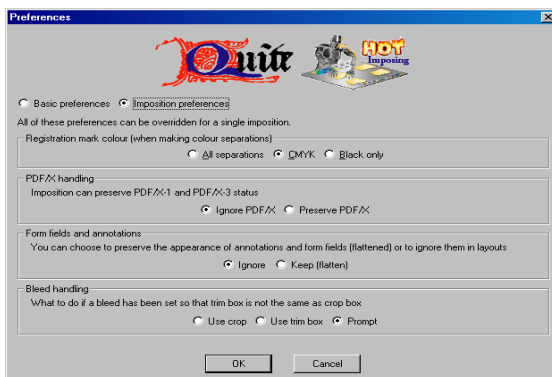 Preferences
Quite
HOT
Imposing
Basic preferences Imposition preferences
All of these preferences can be overridden for a single imposition.
Registration mark colour (when making colour separations)
All separations CMYK Black only
PDF/X handling
Imposition can preserve PDF/X-1 and PDF/X-3 status
Ignore PDF/X Preserve PDF/X
Form fields and annotations
You can choose to preserve the appearance of annotations and form fields (flattened) or to ignore them in layouts
Ignore Keep (flatten)
Bleed handling
What to do if a bleed has been set so that trim box is not the same as crop box
Use crop Use trim box Prompt
OK Cancel